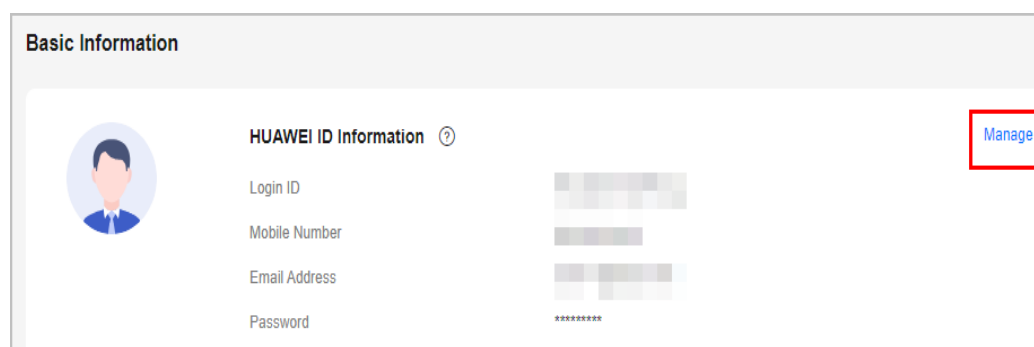 Basic Information
HUAWEI ID Information ?
Manage
Login ID
Mobile Number
Email Address
Password *********